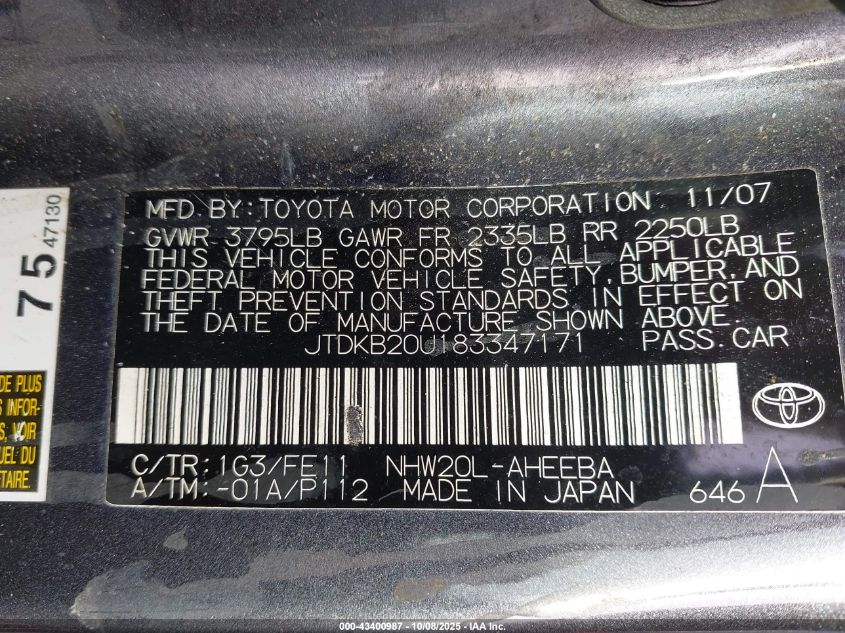 MFD.BY:TOYOTA MOTOR CORPORATION 11/07
GVWR 3795LB GAWR FR 2335LB RR 2250LB
THIS VEHICLE CONFORMS TO ALL APPLICABLE
FEDERAL MOTOR VEHICLE SAFETY,BUMPER,AND
THEFT PREVENTION STANDARDS IN EFFECT ON
THE DATE OF MANUFACTURE SHOWN ABOVE.
JTDKB20U183347171 PASS.CAR
C/TR:1G3/FE11 NHW20L-AHEEBA
A/TM:-01A/P112 MADE IN JAPAN 646 A
75
47130
DE PLUS
INFOR-
VOIR
UEL DU
ÉTAIRE.
000-43400987 - 10/08/2025 - IAA Inc.